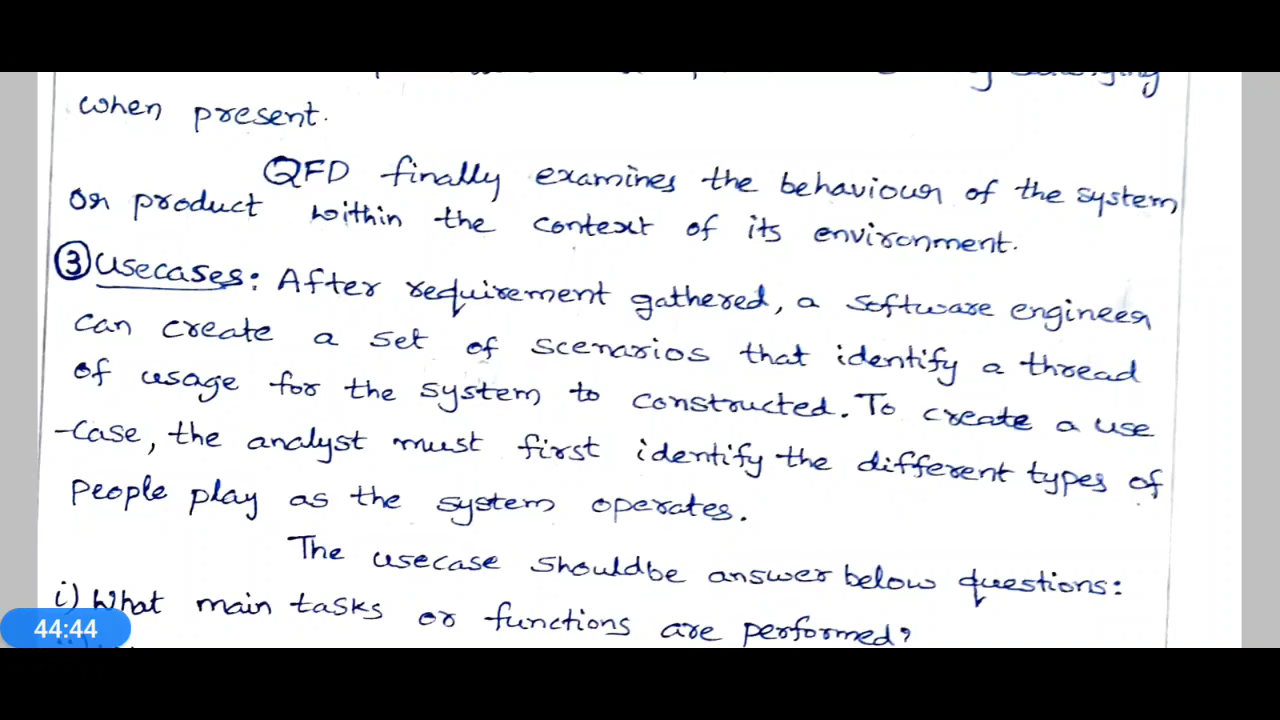 when present.
QFD finally examines the behaviour of the system
or product within the context of its environment.
③ Usecases: After requirement gathered, a software engineer
can create a set of scenarios that identify a thread
of usage for the system to constructed. To create a use
-case, the analyst must first identify the different types of
people play as the system operates.
The usecase shouldbe answer below questions:
i) What main tasks or functions are performed?
44:44